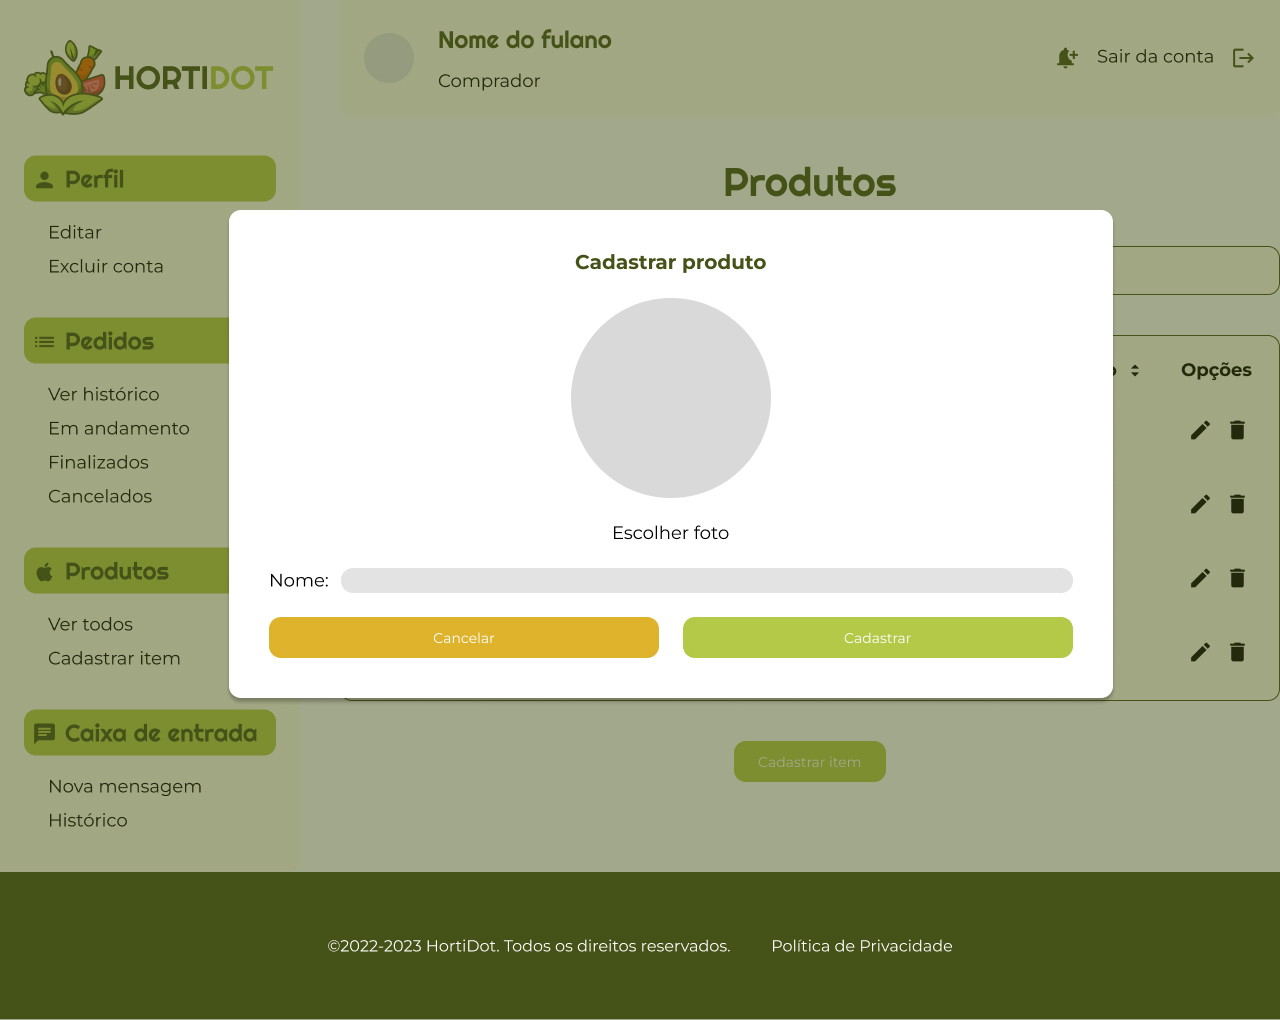 HORTIDOT
Nome do fulano
Comprador
Sair da conta
Perfil
Editar
Excluir conta
Pedidos
Ver histórico
Em andamento
Finalizados
Cancelados
Produtos
Ver todos
Cadastrar item
Caixa de entrada
Nova mensagem
Histórico
Produtos
Opções
Cadastrar produto
Escolher foto
Nome:
Cancelar
Cadastrar
Cadastrar item
©2022-2023 HortiDot. Todos os direitos reservados.
Política de Privacidade